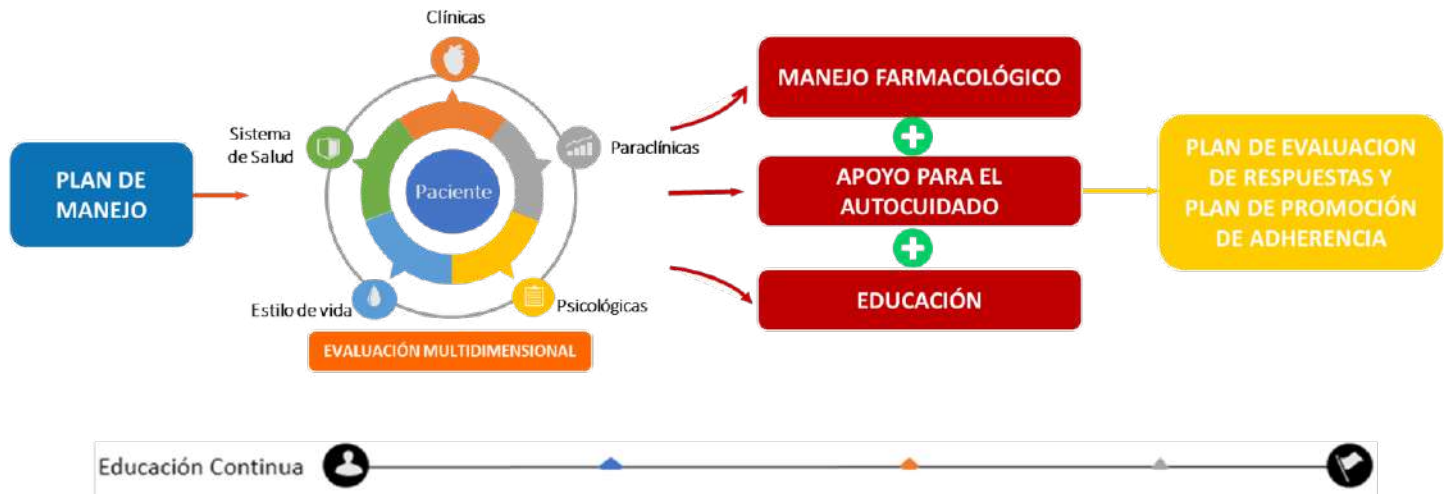 Clínicas
Sistema
de Salud
Paraclínicas
Paciente
Estilo de vida
Psicológicas
EVALUACIÓN MULTIDIMENSIONAL
PLAN DE
MANEJO
MANEJO FARMACOLÓGICO
APOYO PARA EL
AUTOCUIDADO
EDUCACIÓN
PLAN DE EVALUACION
DE RESPUESTAS Y
PLAN DE PROMOCIÓN
DE ADHERENCIA
Educación Continua